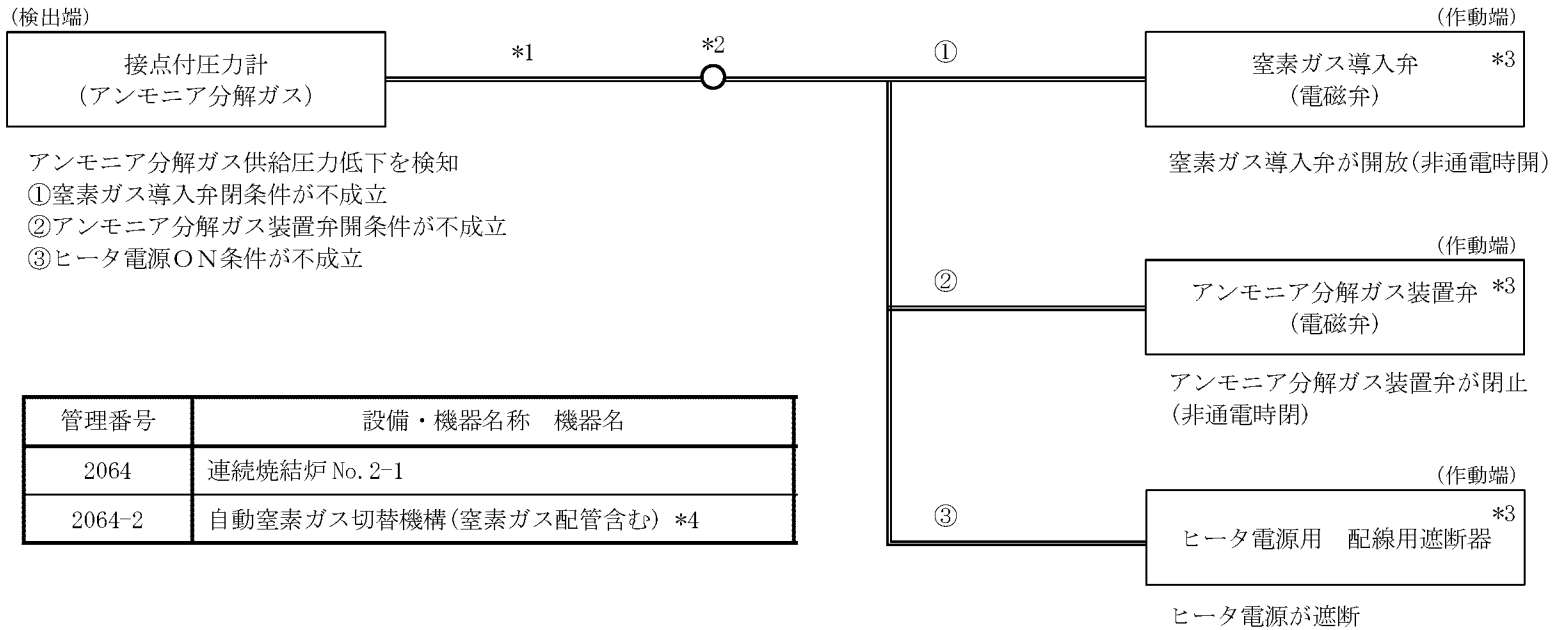 (検出端)
接点付圧力計
(アンモニア分解ガス)
*1
*2
①
(作動端)
窒素ガス導入弁
(電磁弁)
*3
窒素ガス導入弁が開放(非通電時開)
アンモニア分解ガス供給圧力低下を検知
①窒素ガス導入弁閉条件が不成立
②アンモニア分解ガス装置弁開条件が不成立
③ヒータ電源ON条件が不成立
②
(作動端)
アンモニア分解ガス装置弁
(電磁弁)
*3
アンモニア分解ガス装置弁が閉止
(非通電時閉)
管理番号 設備・機器名称 機器名
2064 連続焼結炉 No.2-1
2064-2 自動窒素ガス切替機構(窒素ガス配管含む) *4
③
(作動端)
*3
ヒータ電源用 配線用遮断器
ヒータ電源が遮断